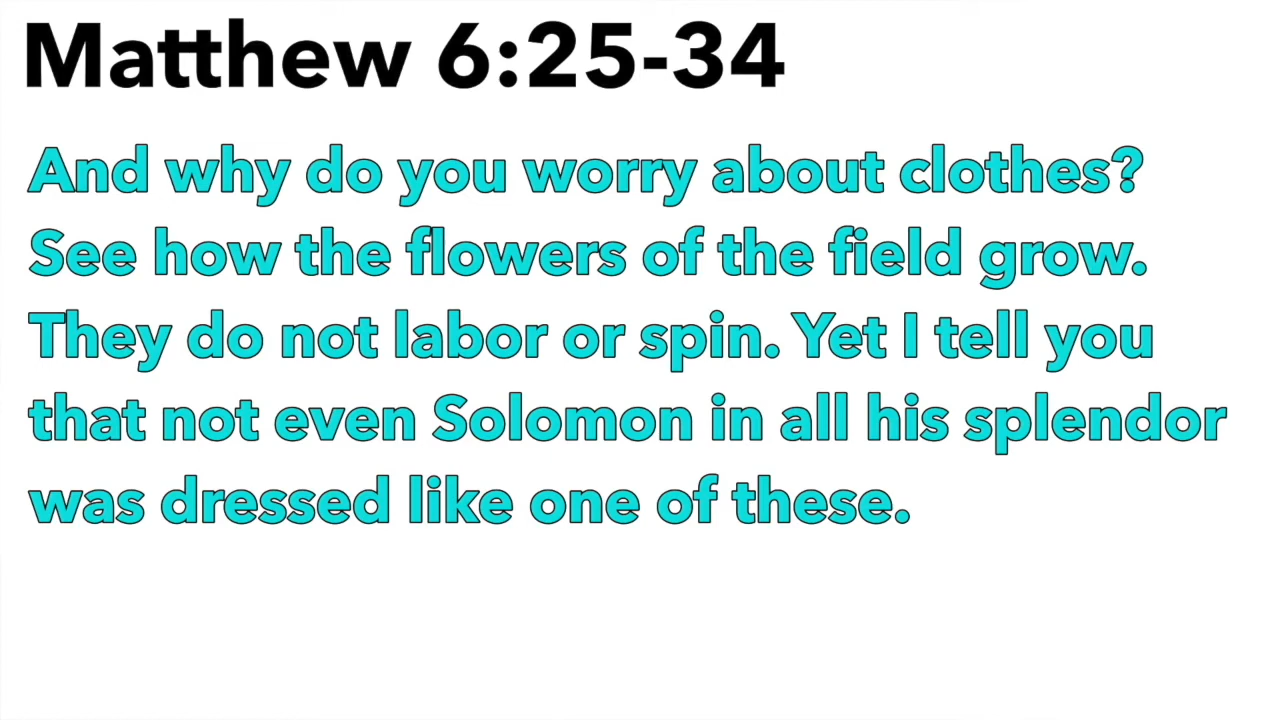 Matthew 6:25-34
And why do you worry about clothes?
See how the flowers of the field grow.
They do not labor or spin. Yet I tell you
that not even Solomon in all his splendor
was dressed like one of these.